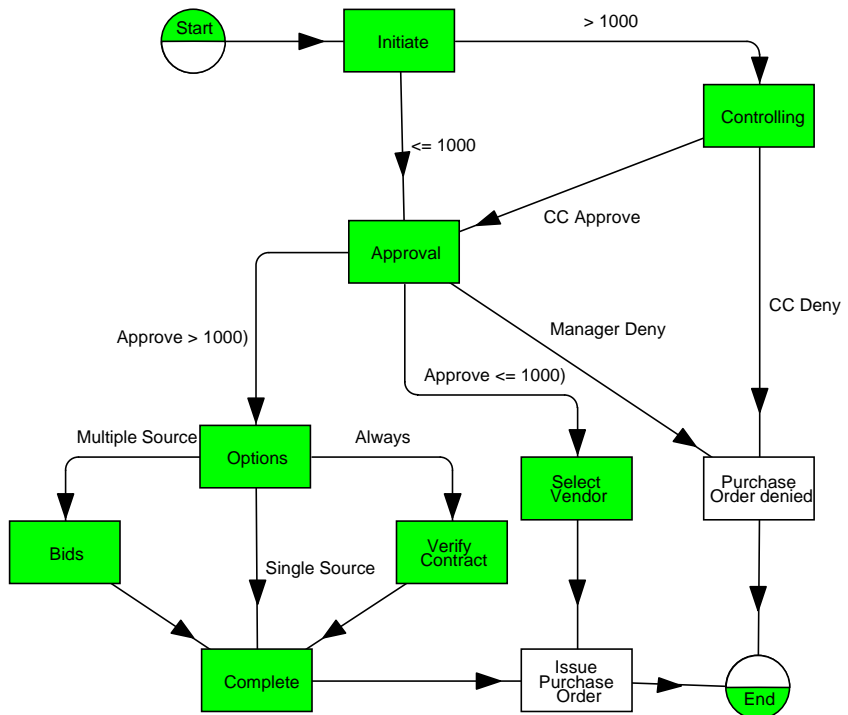 Start
Initiate
> 1000
Controlling
<= 1000
CC Approve
Approval
CC Deny
Manager Deny
Approve > 1000)
Approve <= 1000)
Multiple Source
Options
Always
Select
Vendor
Purchase
Order denied
Bids
Single Source
Verify
Contract
Complete
Issue
Purchase
Order
End